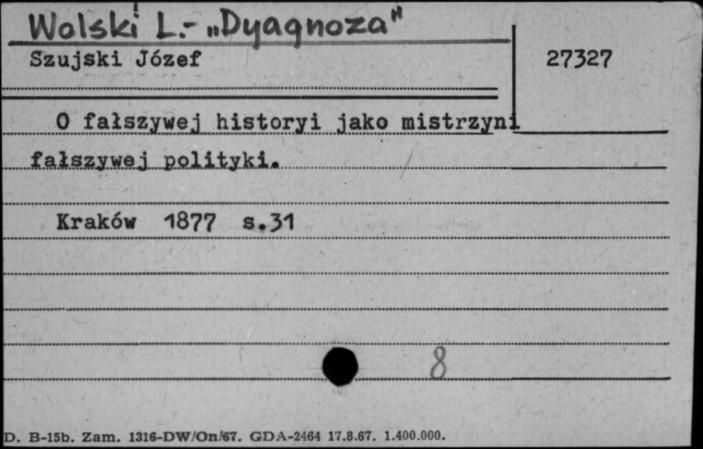 Wolski L.- „Dyagnoza"
Szujski Józef 27327
O fałszywej historyi jako mistrzyni
fałszywej polityki.
Kraków 1877 s.31
8
D. B-15b. Zam. 1316-DW/On/67. GDA-2464 17.8.67. 1.400.000.